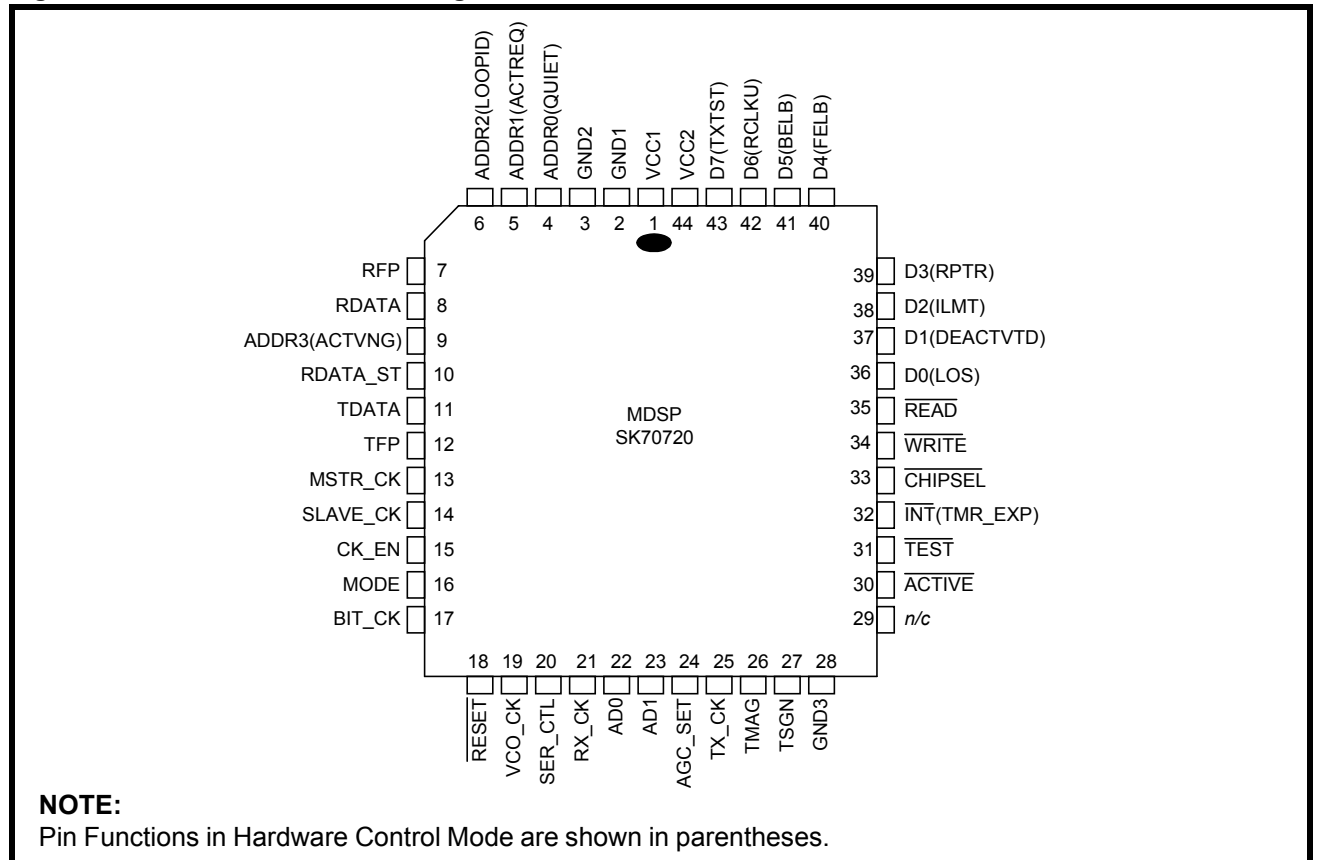 ADDR2(LOOPID)
ADDR1(ACTREQ)
ADDR0(QUIET)
GND2
GND1
VCC1
VCC2
D7(TXTST)
D6(RCLKU)
D5(BELB)
D4(FELB)
6 5 4 3 2 1 44 43 42 41 40
RFP 7
RDATA 8
ADDR3(ACTVNG) 9
RDATA_ST 10
TDATA 11
TFP 12
MSTR_CK 13
SLAVE_CK 14
CK_EN 15
MODE 16
BIT_CK 17
MDSP
SK70720
39 D3(RPTR)
38 D2(ILMT)
37 D1(DEACTVTD)
36 D0(LOS)
35 READ
34 WRITE
33 CHIPSEL
32 INT(TMR_EXP)
31 TEST
30 ACTIVE
29 n/c
18 19 20 21 22 23 24 25 26 27 28
RESET
VCO_CK
SER_CTL
RX_CK
AD0
AD1
AGC_SET
TX_CK
TMAG
TSGN
GND3
NOTE:
Pin Functions in Hardware Control Mode are shown in parentheses.